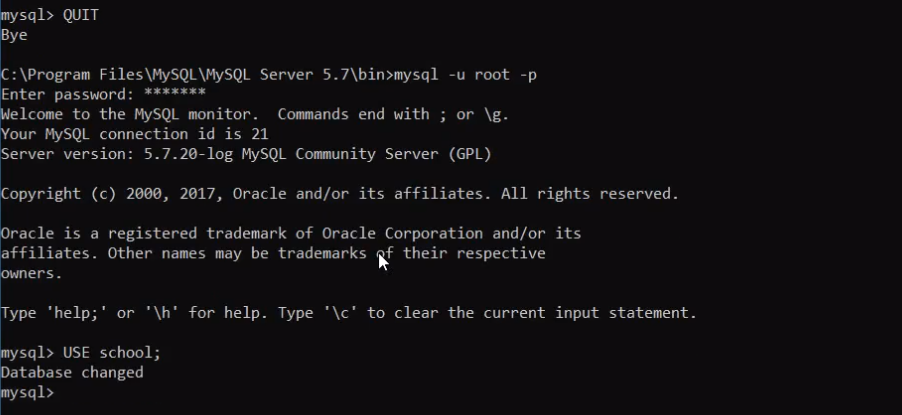 mysql> QUIT
Bye
C:\Program Files\MySQL\MySQL Server 5.7\bin>mysql -u root -p
Enter password: *******
Welcome to the MySQL monitor.  Commands end with ; or \g.
Your MySQL connection id is 21
Server version: 5.7.20-log MySQL Community Server (GPL)
Copyright (c) 2000, 2017, Oracle and/or its affiliates. All rights reserved.
Oracle is a registered trademark of Oracle Corporation and/or its
affiliates. Other names may be trademarks of their respective
owners.
Type 'help;' or '\h' for help. Type '\c' to clear the current input statement.
mysql> USE school;
Database changed
mysql>